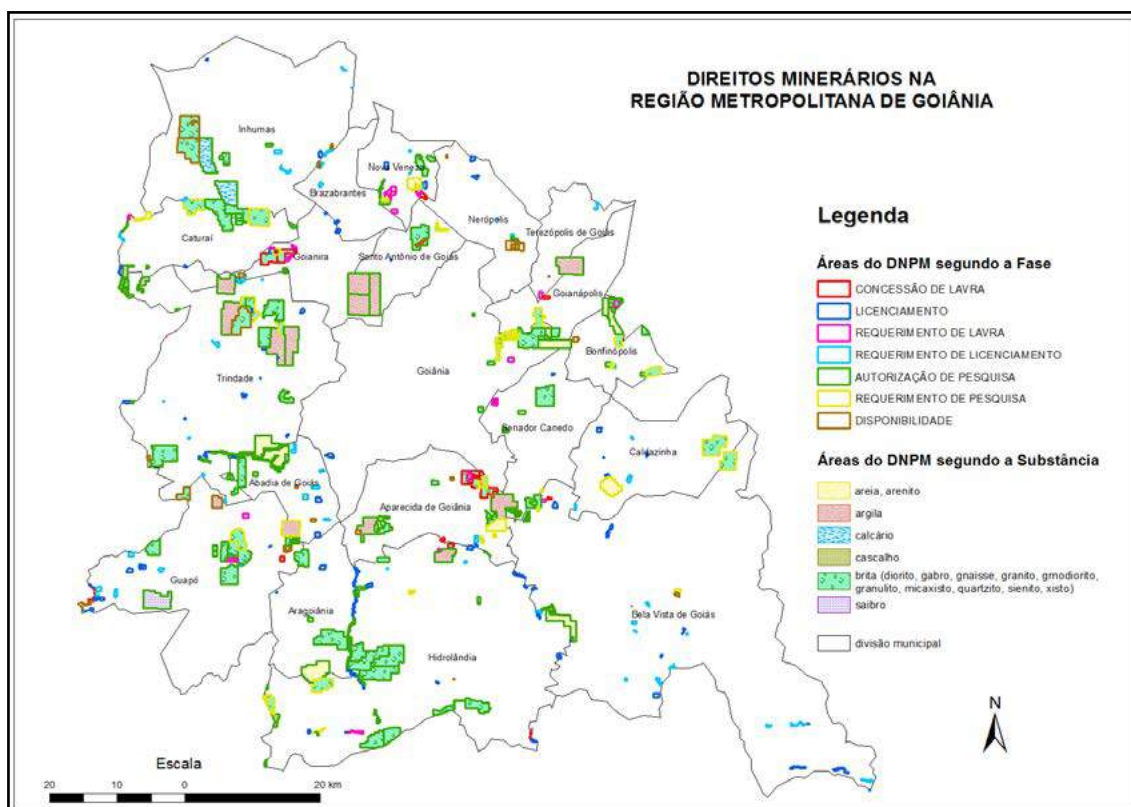 DIREITOS MINERÁRIOS NA
REGIÃO METROPOLITANA DE GOIÂNIA
Inhumas
Nova Veneza
Brazabrantes
Nerópolis
Terezópolis de Goiás
Caturaí
Goianira
Santo Antônio de Goiás
Goianápolis
Bonfinópolis
Trindade
Goiânia
Senador Canedo
Caldazinha
Abadia de Goiás
Aparecida de Goiânia
Guapó
Aragoiânia
Hidrolândia
Bela Vista de Goiás
Legenda
Áreas do DNPM segundo a Fase
CONCESSÃO DE LAVRA
LICENCIAMENTO
REQUERIMENTO DE LAVRA
REQUERIMENTO DE LICENCIAMENTO
AUTORIZAÇÃO DE PESQUISA
REQUERIMENTO DE PESQUISA
DISPONIBILIDADE
Áreas do DNPM segundo a Substância
areia, arenito
argila
calcário
cascalho
brita (diorito, gabro, gnaisse, granito, grnodiorito,
granulito, micaxisto, quartzito, sienito, xisto)
saibro
divisão municipal
N
Escala
20 10 0 20 km